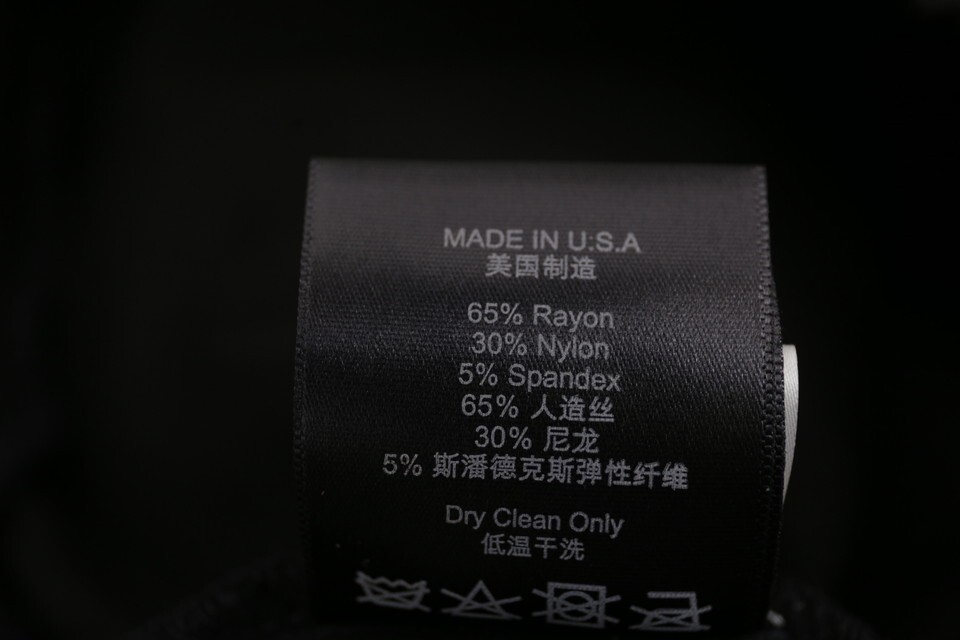 MADE IN U.S.A
美国制造
65% Rayon
30% Nylon
5% Spandex
65% 人造丝
30% 尼龙
5% 斯潘德克斯弹性纤维
Dry Clean Only
低温干洗